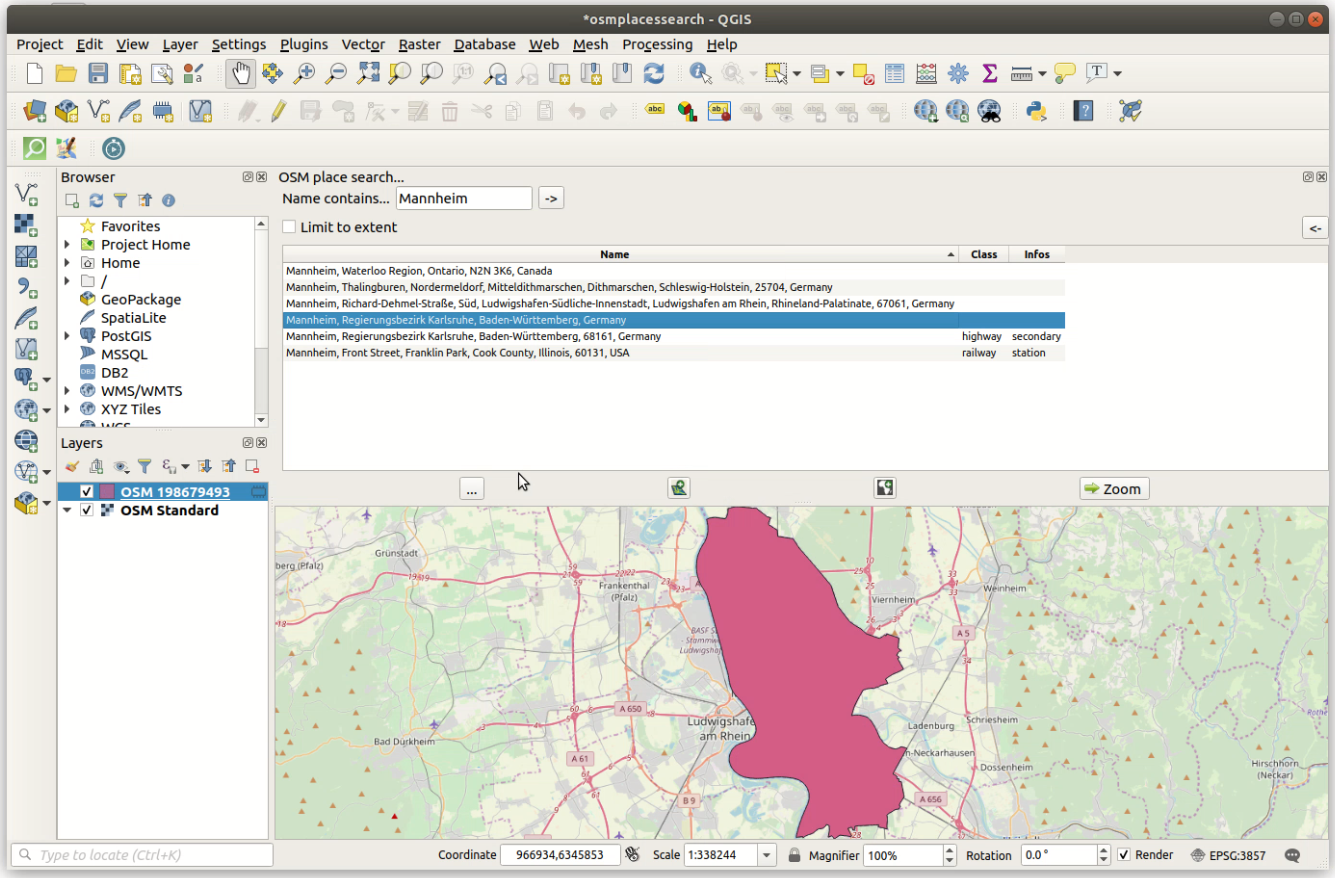 *osmplacessearch - QGIS
Project Edit View Layer Settings Plugins Vector Raster Database Web Mesh Processing Help
Browser
Favorites
Project Home
Home
/
GeoPackage
SpatiaLite
PostGIS
MSSQL
DB2
WMS/WMTS
XYZ Tiles
WCS
Layers
OSM 198679493
OSM Standard
OSM place search...
Name contains... Mannheim ->
Limit to extent
<-
Name Class Infos
Mannheim, Waterloo Region, Ontario, N2N 3K6, Canada
Mannheim, Thalingburen, Nordermeldorf, Mitteldithmarschen, Dithmarschen, Schleswig-Holstein, 25704, Germany
Mannheim, Richard-Dehmel-Straße, Süd, Ludwigshafen-Südliche-Innenstadt, Ludwigshafen am Rhein, Rhineland-Palatinate, 67061, Germany
Mannheim, Regierungsbezirk Karlsruhe, Baden-Württemberg, Germany
Mannheim, Regierungsbezirk Karlsruhe, Baden-Württemberg, 68161, Germany highway secondary
Mannheim, Front Street, Franklin Park, Cook County, Illinois, 60131, USA railway station
... Zoom
Grünstadt
berg (Pfalz)
Frankenthal
(Pfalz)
Viernheim
Weinheim
BASF
Ludwigshaf
A 5
A 650
Ludwigshafe
am Rhein
Ladenburg
Schriesheim
Bad Dürkheim
A 61
n-Neckarhausen
Dossenheim
Hirschhorn
(Neckar)
B 9
A 656
Type to locate (Ctrl+K)
Coordinate 966934,6345853 Scale 1:338244 Magnifier 100% Rotation 0.0 ° Render EPSG:3857